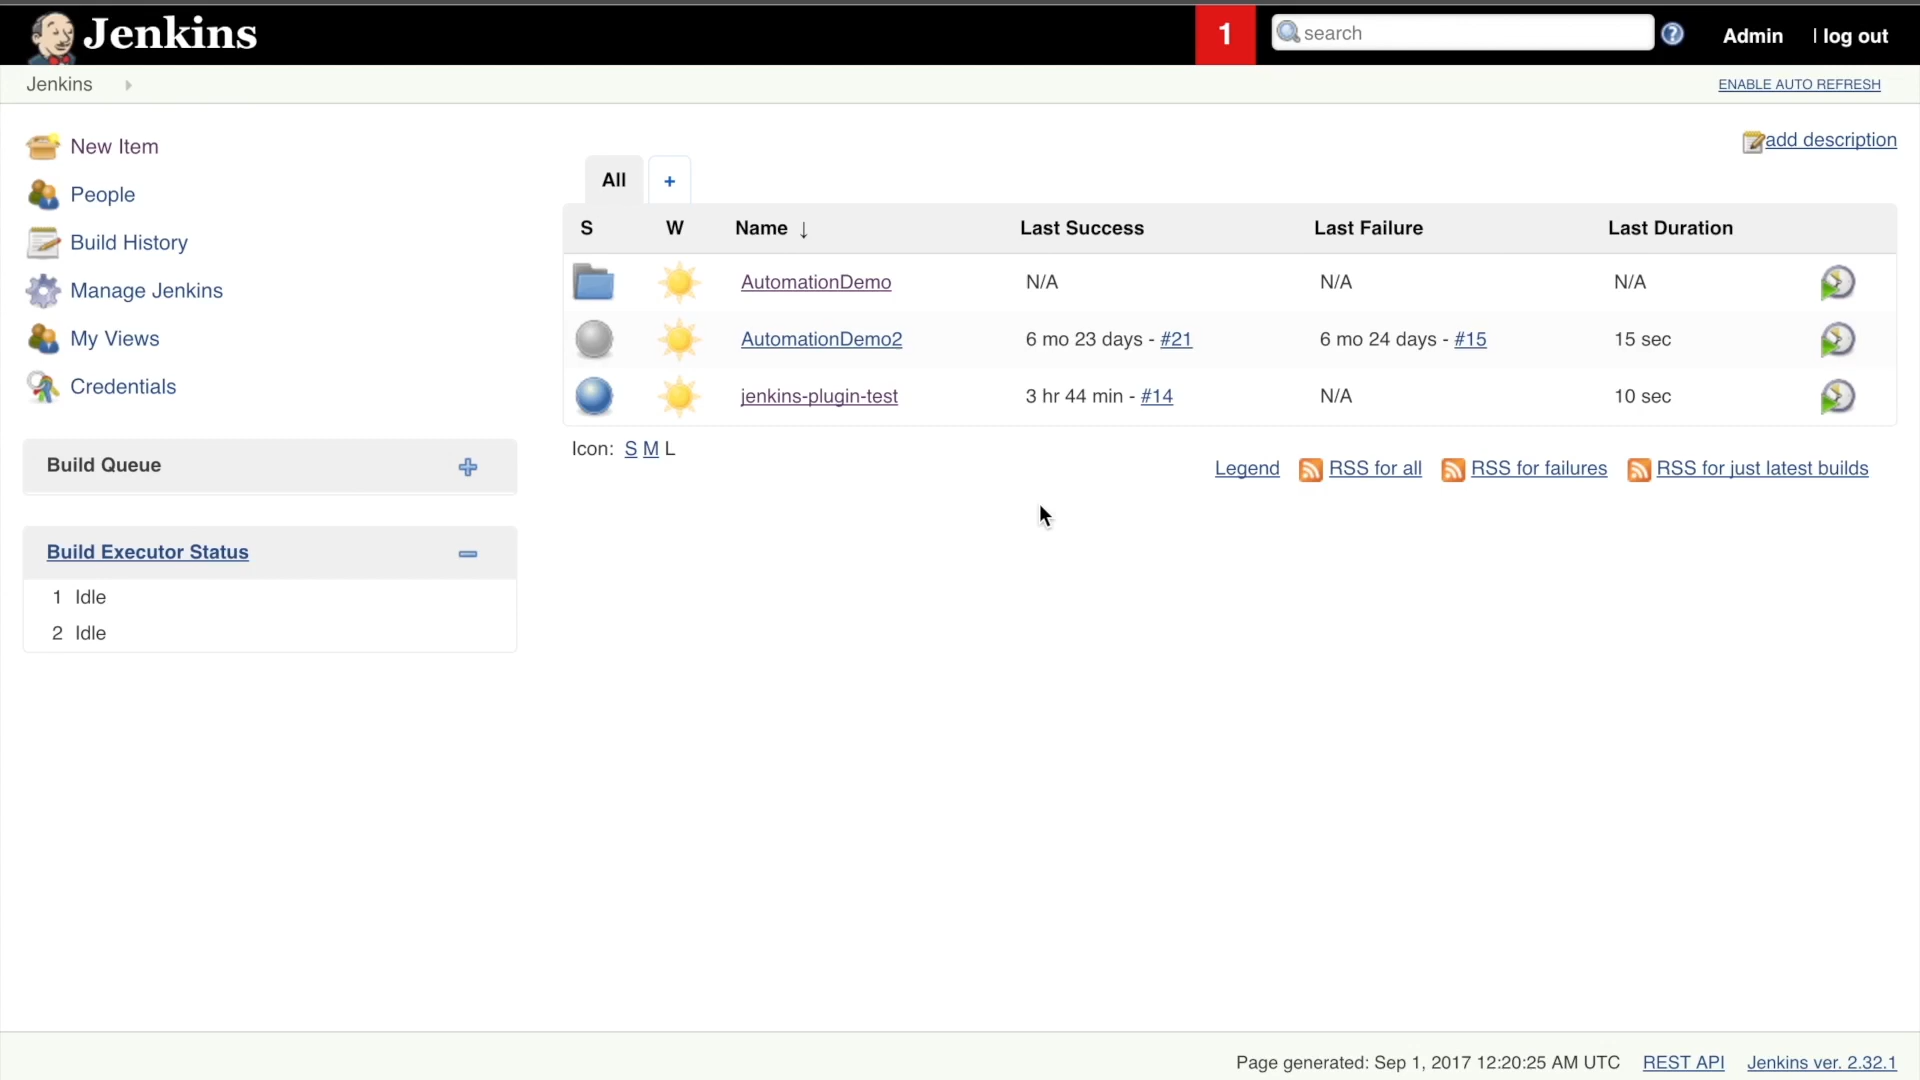 Jenkins
1
search
?
Admin
| log out
Jenkins
ENABLE AUTO REFRESH
New Item
People
Build History
Manage Jenkins
My Views
Credentials
Build Queue
Build Executor Status
1 Idle
2 Idle
add description
All
+
S W Name ↓ Last Success Last Failure Last Duration
AutomationDemo N/A N/A N/A
AutomationDemo2 6 mo 23 days - #21 6 mo 24 days - #15 15 sec
jenkins-plugin-test 3 hr 44 min - #14 N/A 10 sec
Icon: S M L
Legend RSS for all RSS for failures RSS for just latest builds
Page generated: Sep 1, 2017 12:20:25 AM UTC REST API Jenkins ver. 2.32.1